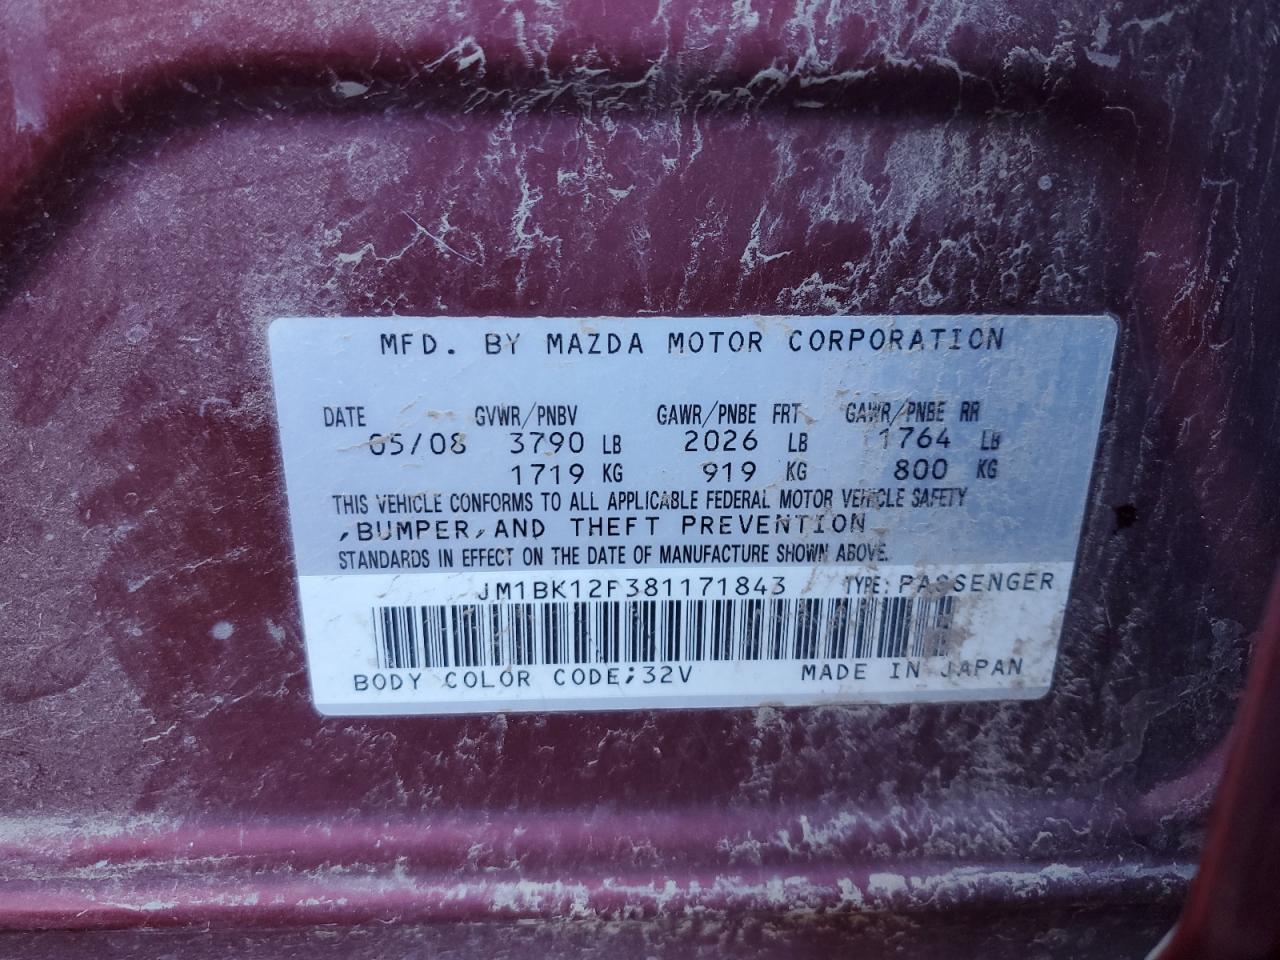 MFD. BY MAZDA MOTOR CORPORATION
DATE GVWR/PNBV GAWR/PNBE FRT GAWR/PNBE RR
05/08 3790 LB 2026 LB 1764 LB
1719 KG 919 KG 800 KG
THIS VEHICLE CONFORMS TO ALL APPLICABLE FEDERAL MOTOR VEHICLE SAFETY
,BUMPER,AND THEFT PREVENTION
STANDARDS IN EFFECT ON THE DATE OF MANUFACTURE SHOWN ABOVE.
JM1BK12F381171843 TYPE: PASSENGER
BODY COLOR CODE;32V MADE IN JAPAN